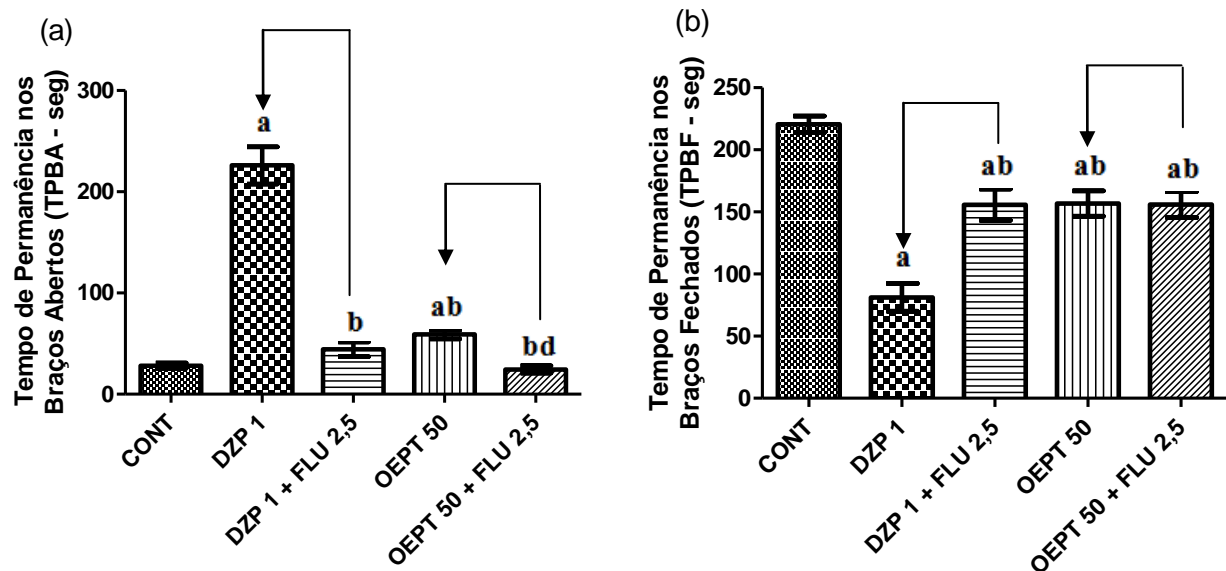 (a)
Tempo de Permanência nos
Braços Abertos (TPBA - seg)
300
200
100
0
a
b
ab
bd
CONT
DZP 1
DZP 1 + FLU 2,5
OEPT 50
OEPT 50 + FLU 2,5
(b)
Tempo de Permanência nos
Braços Fechados (TPBF - seg)
250
200
150
100
50
0
a
ab
ab
ab
CONT
DZP 1
DZP 1 + FLU 2,5
OEPT 50
OEPT 50 + FLU 2,5